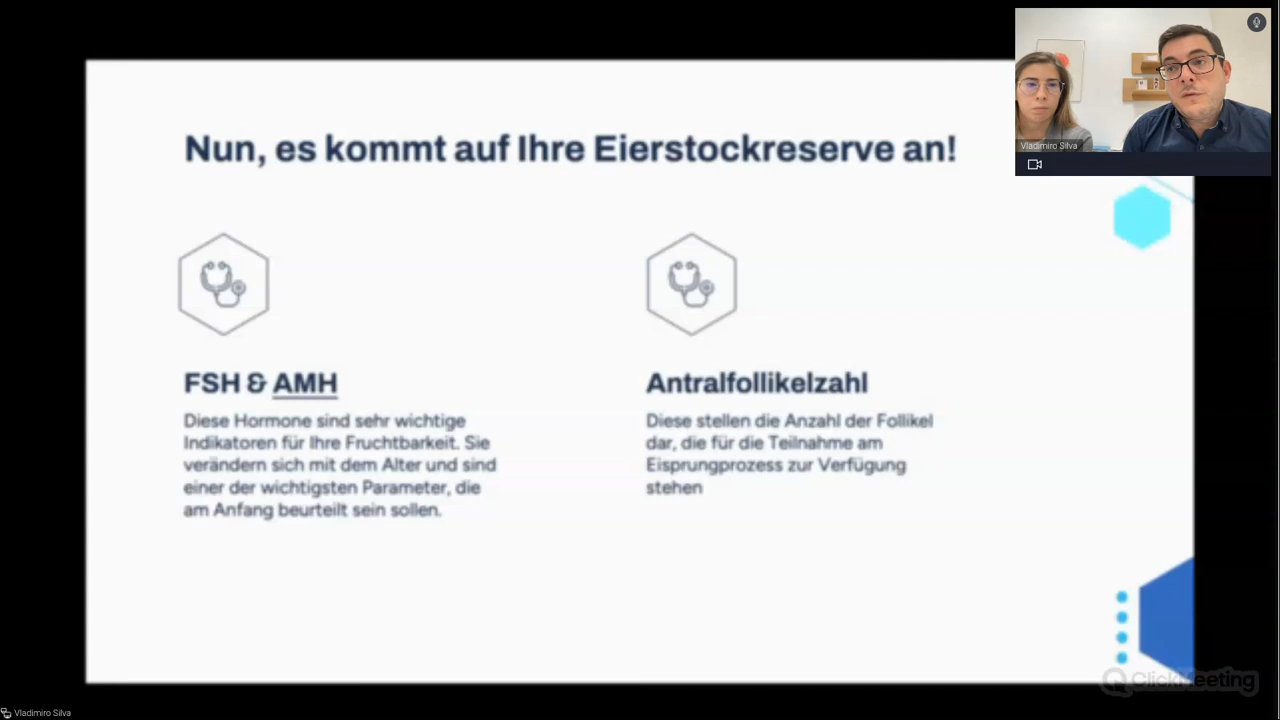 Nun, es kommt auf Ihre Eierstockreserve an!
FSH & AMH
Diese Hormone sind sehr wichtige
Indikatoren für Ihre Fruchtbarkeit. Sie
verändern sich mit dem Alter und sind
einer der wichtigsten Parameter, die
am Anfang beurteilt sein sollen.
Antralfollikelzahl
Diese stellen die Anzahl der Follikel
dar, die für die Teilnahme am
Eisprungprozess zur Verfügung
stehen
Vladimiro Silva
ClickMeeting
Vladimiro Silva